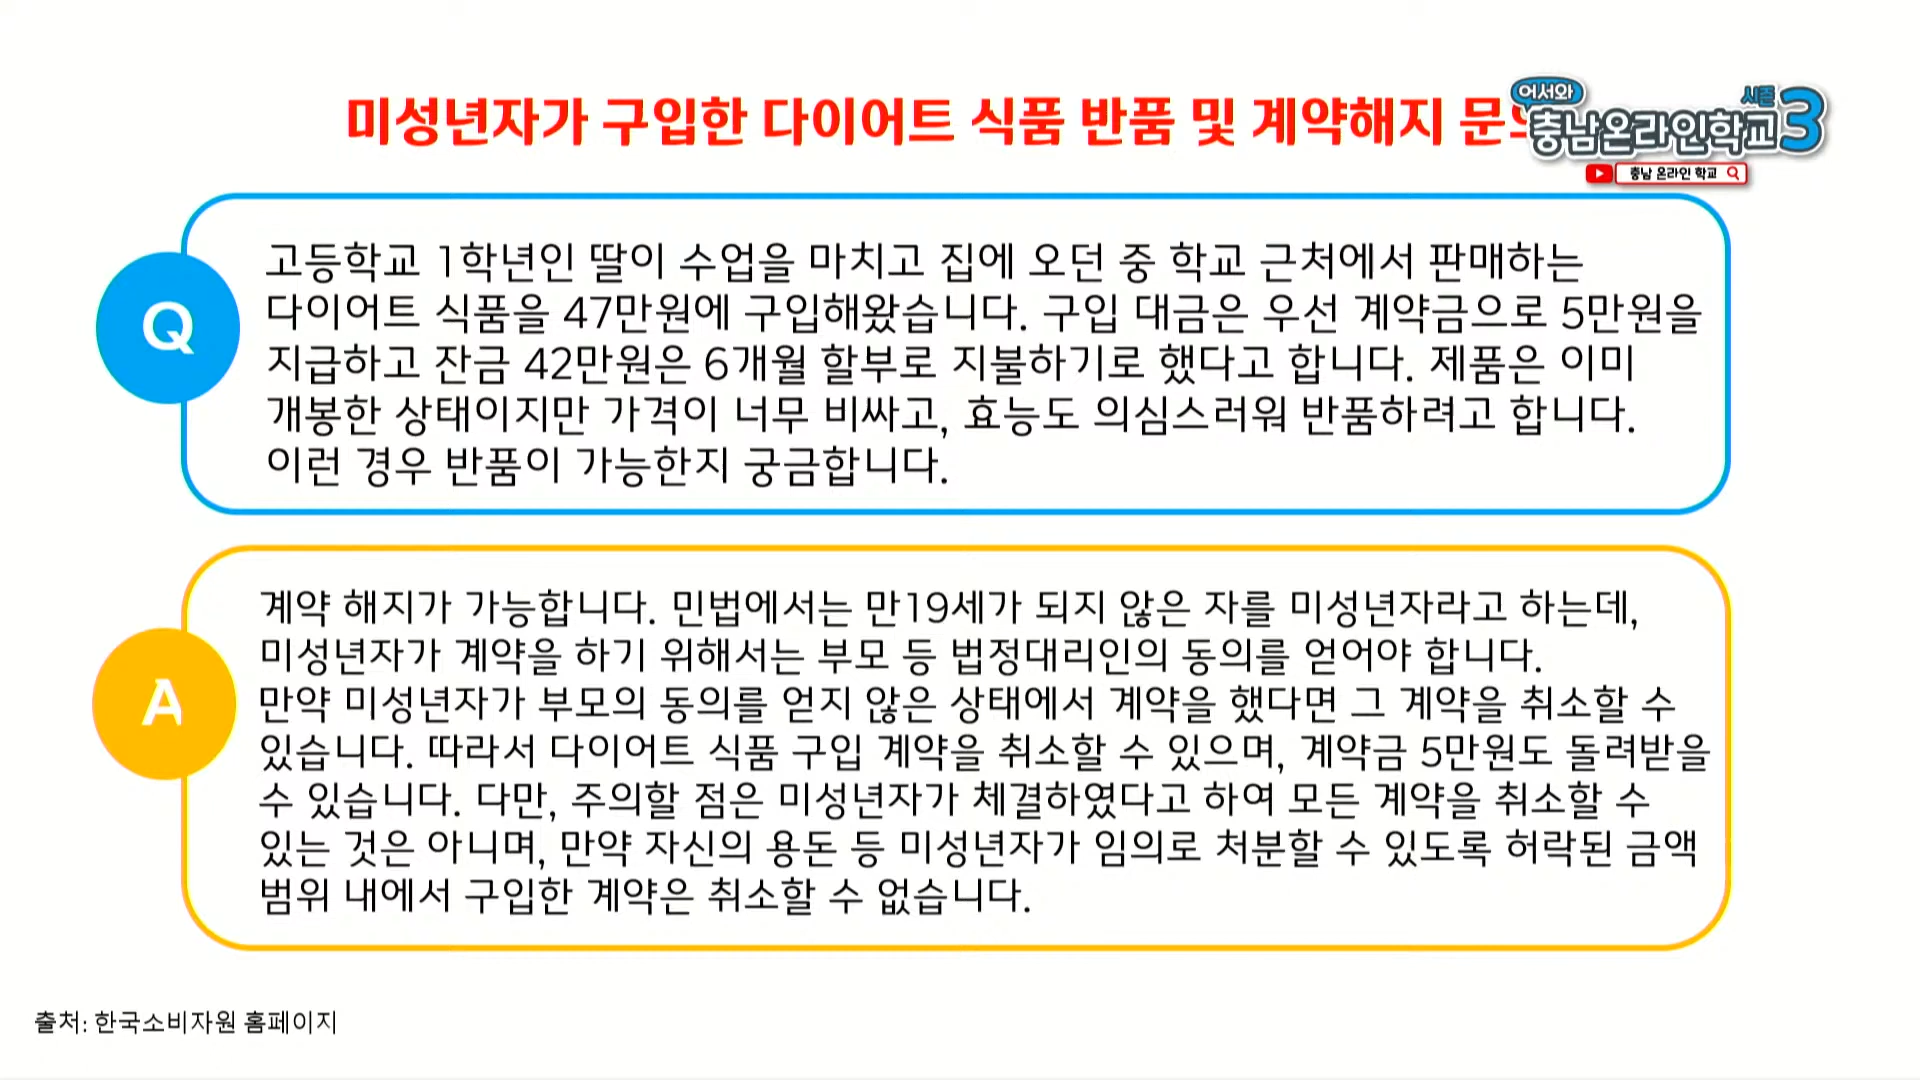 미성년자가 구입한 다이어트 식품 반품 및 계약해지
어서와 시즌3
충남온라인학교
충남 온라인 학교
Q
고등학교 1학년인 딸이 수업을 마치고 집에 오던 중 학교 근처에서 판매하는
다이어트 식품을 47만원에 구입해왔습니다. 구입 대금은 우선 계약금으로 5만원을
지급하고 잔금 42만원은 6개월 할부로 지불하기로 했다고 합니다. 제품은 이미
개봉한 상태이지만 가격이 너무 비싸고, 효능도 의심스러워 반품하려고 합니다.
이런 경우 반품이 가능한지 궁금합니다.
A
계약 해지가 가능합니다. 민법에서는 만19세가 되지 않은 자를 미성년자라고 하는데,
미성년자가 계약을 하기 위해서는 부모 등 법정대리인의 동의를 얻어야 합니다.
만약 미성년자가 부모의 동의를 얻지 않은 상태에서 계약을 했다면 그 계약을 취소할 수
있습니다. 따라서 다이어트 식품 구입 계약을 취소할 수 있으며, 계약금 5만원도 돌려받을
수 있습니다. 다만, 주의할 점은 미성년자가 체결하였다고 하여 모든 계약을 취소할 수
있는 것은 아니며, 만약 자신의 용돈 등 미성년자가 임의로 처분할 수 있도록 허락된 금액
범위 내에서 구입한 계약은 취소할 수 없습니다.
출처: 한국소비자원 홈페이지